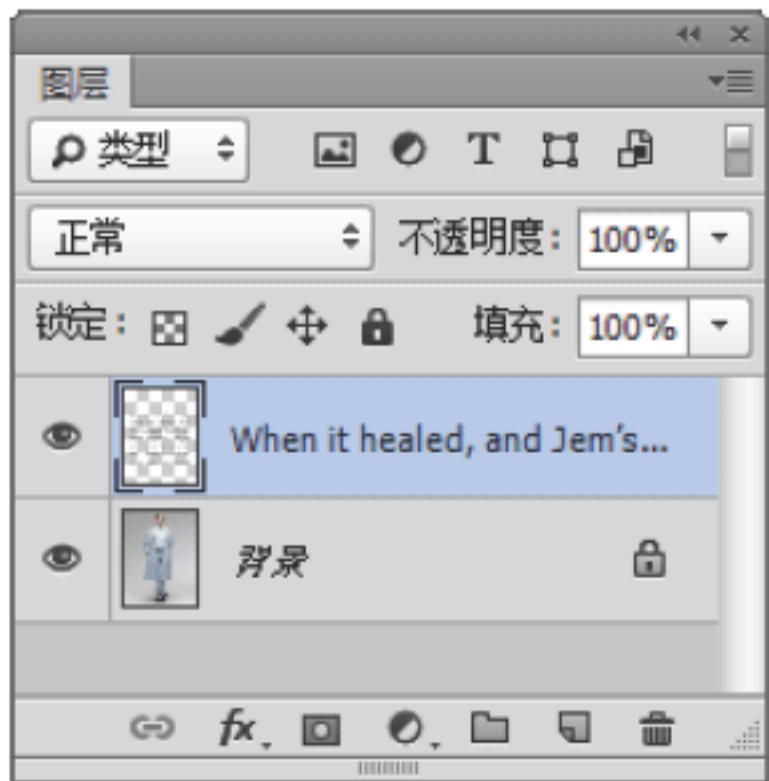 图层
类型
正常 不透明度: 100%
锁定: 填充: 100%
When it healed, and Jem's...
背景